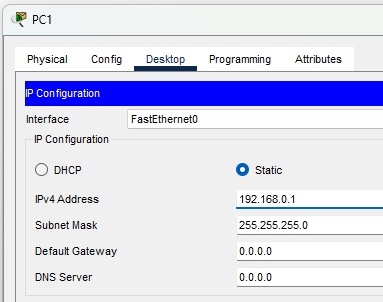 PC1
Physical Config Desktop Programming Attributes
IP Configuration
Interface FastEthernet0
IP Configuration
DHCP Static
IPv4 Address 192.168.0.1
Subnet Mask 255.255.255.0
Default Gateway 0.0.0.0
DNS Server 0.0.0.0